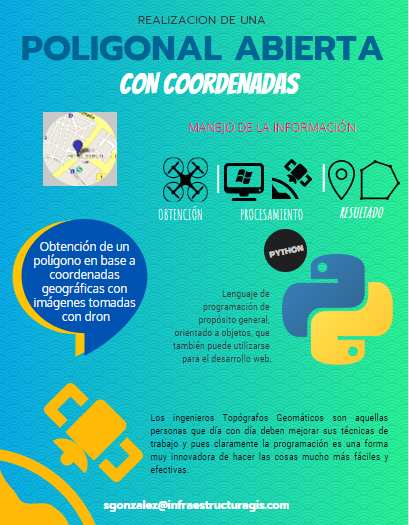 REALIZACION DE UNA
POLIGONAL ABIERTA
CON COORDENADAS
MANEJO DE LA INFORMACIÓN
OBTENCIÓN
PROCESAMIENTO
RESULTADO
PYTHON
Obtención de un
polígono en base a
coordenadas
geográficas con
imágenes tomadas
con dron
Lenguaje de
programación de
propósito general,
orientado a objetos, que
también puede utilizarse
para el desarrollo web.
Los ingenieros Topógrafos Geomáticos son aquellas
personas que día con día deben mejorar sus técnicas de
trabajo y pues claramente la programación es una forma
muy innovadora de hacer las cosas mucho más fáciles y
efectivas.
sgonzalez@infraestructuragis.com